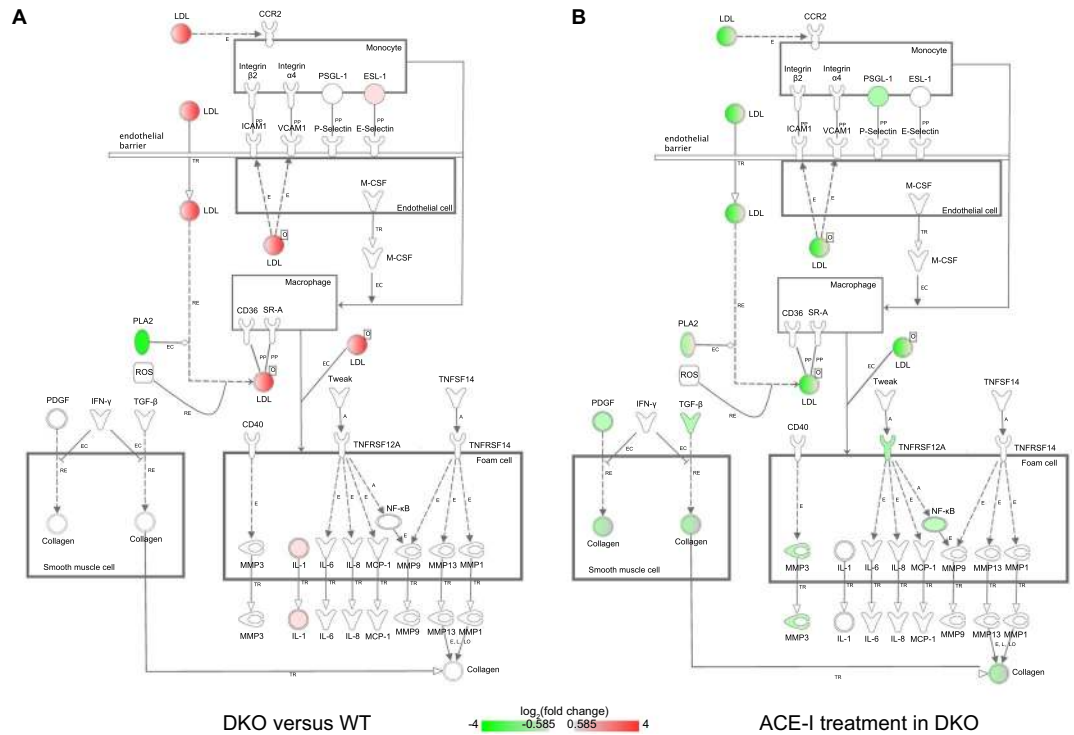 A
LDL
CCR2
E
Monocyte
Integrin
β2
Integrin
α4
PSGL-1
ESL-1
LDL
PP
PP
PP
PP
ICAM1
VCAM1
P-Selectin
E-Selectin
endothelial
barrier
TR
M-CSF
E
E
LDL
Endothelial cell
O
TR
LDL
M-CSF
Macrophage
EC
RE
CD36
SR-A
PLA2
O
EC
PP
PP
EC
LDL
ROS
O
LDL
Tweak
TNFSF14
RE
PDGF
IFN-γ
TGF-β
A
A
CD40
EC
EC
TNFRSF12A
TNFRSF14
Foam cell
RE
RE
A
E
E
E
E
E
E
E
NF-κB
E
Collagen
Collagen
MMP3
IL-1
IL-6
IL-8
MCP-1
MMP9
MMP13
MMP1
Smooth muscle cell
TR
TR
TR
TR
TR
TR
TR
TR
MMP3
IL-1
IL-6
IL-8
MCP-1
MMP9
MMP13
MMP1
E, L, LO
Collagen
TR
DKO versus WT
B
LDL
CCR2
E
Monocyte
Integrin
β2
Integrin
α4
PSGL-1
ESL-1
LDL
PP
PP
PP
PP
ICAM1
VCAM1
P-Selectin
E-Selectin
endothelial
barrier
TR
M-CSF
E
E
LDL
Endothelial cell
O
TR
LDL
M-CSF
Macrophage
EC
RE
CD36
SR-A
PLA2
O
EC
PP
PP
EC
LDL
ROS
O
LDL
Tweak
TNFSF14
RE
PDGF
IFN-γ
TGF-β
A
A
CD40
EC
EC
TNFRSF12A
TNFRSF14
Foam cell
RE
RE
A
E
E
E
E
E
E
E
NF-κB
E
Collagen
Collagen
MMP3
IL-1
IL-6
IL-8
MCP-1
MMP9
MMP13
MMP1
Smooth muscle cell
TR
TR
TR
TR
TR
TR
TR
TR
MMP3
IL-1
IL-6
IL-8
MCP-1
MMP9
MMP13
MMP1
E, L, LO
Collagen
TR
ACE-I treatment in DKO
log2(fold change)
-4 -0.585 0.585 4